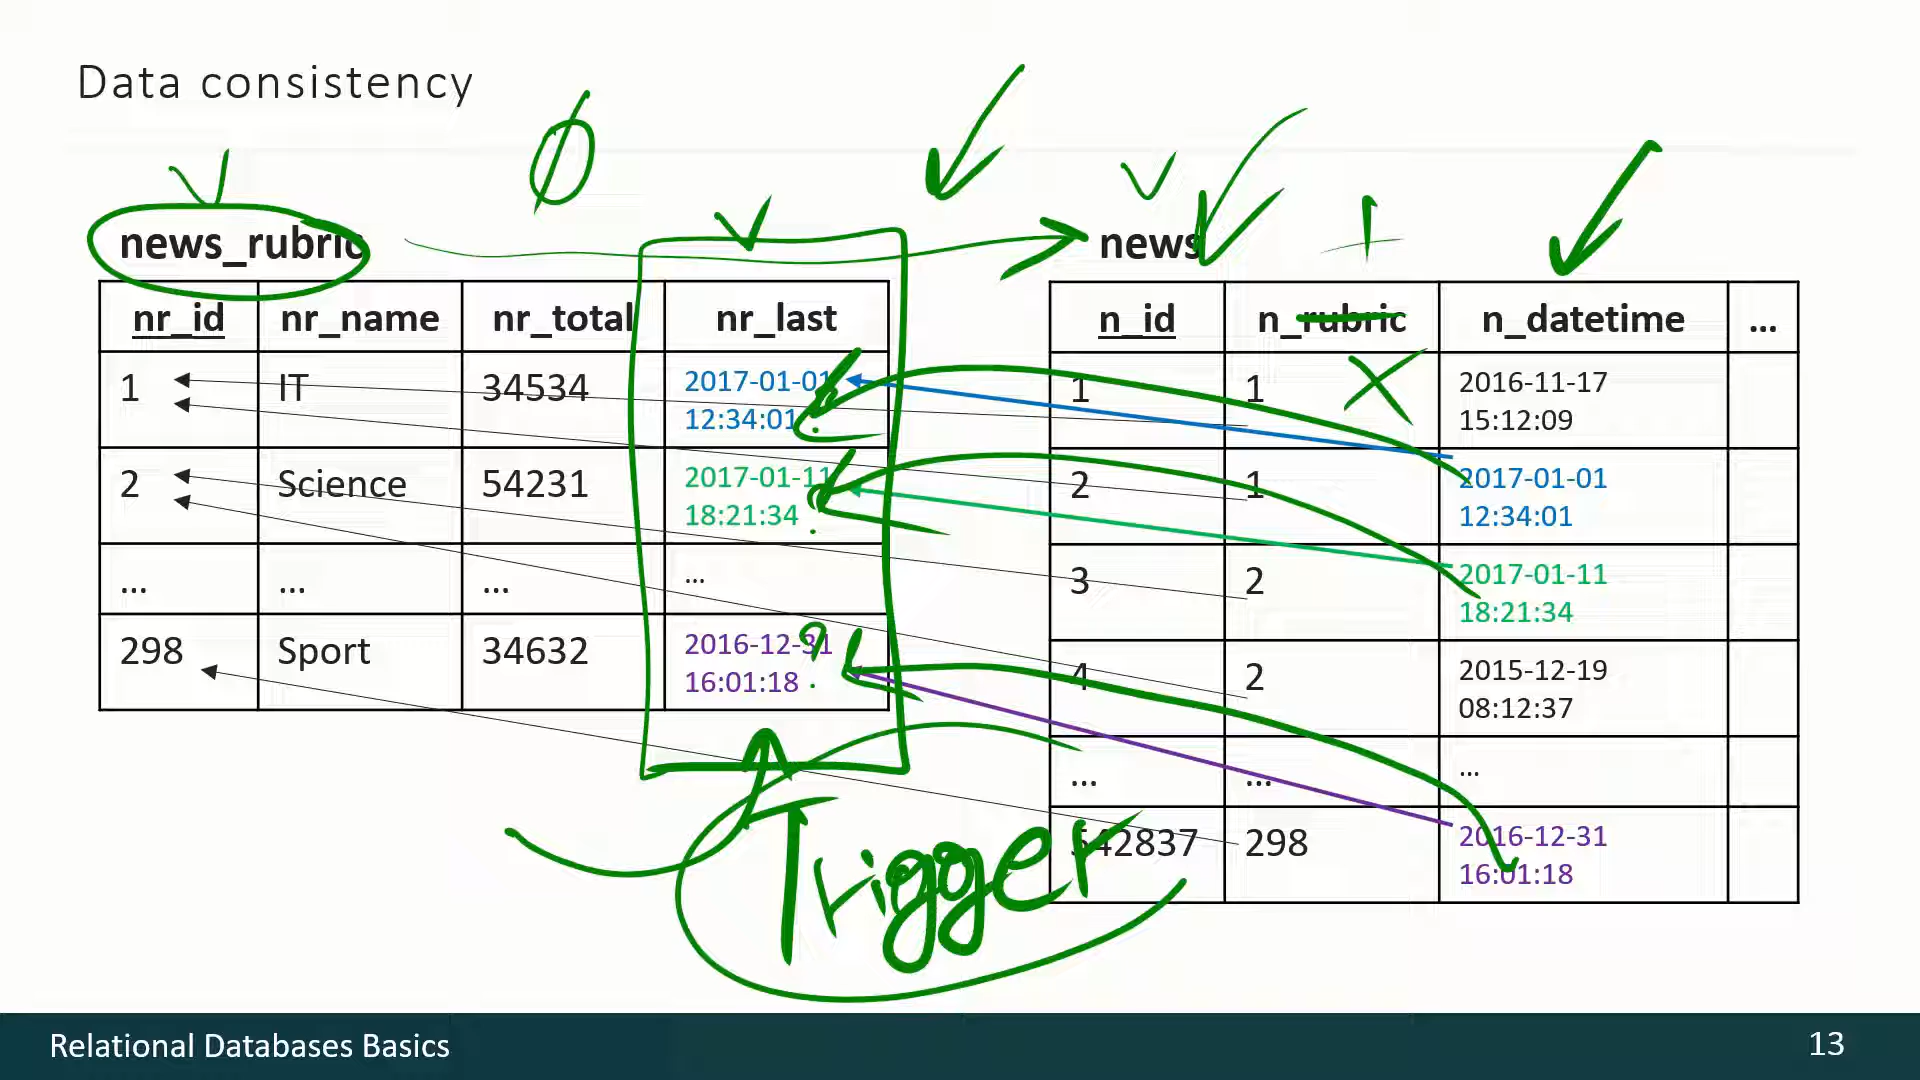 Data consistency
Ø
news_rubric
nr_id nr_name nr_total nr_last
1 IT 34534 2017-01-01 12:34:01
2 Science 54231 2017-01-11 18:21:34
... ... ... ...
298 Sport 34632 2016-12-31 16:01:18
news
n_id n_rubric n_datetime ...
1 1 2016-11-17 15:12:09
2 1 2017-01-01 12:34:01
3 2 2017-01-11 18:21:34
4 2 2015-12-19 08:12:37
... ... ...
542837 298 2016-12-31 16:01:18
Trigger
Relational Databases Basics
13